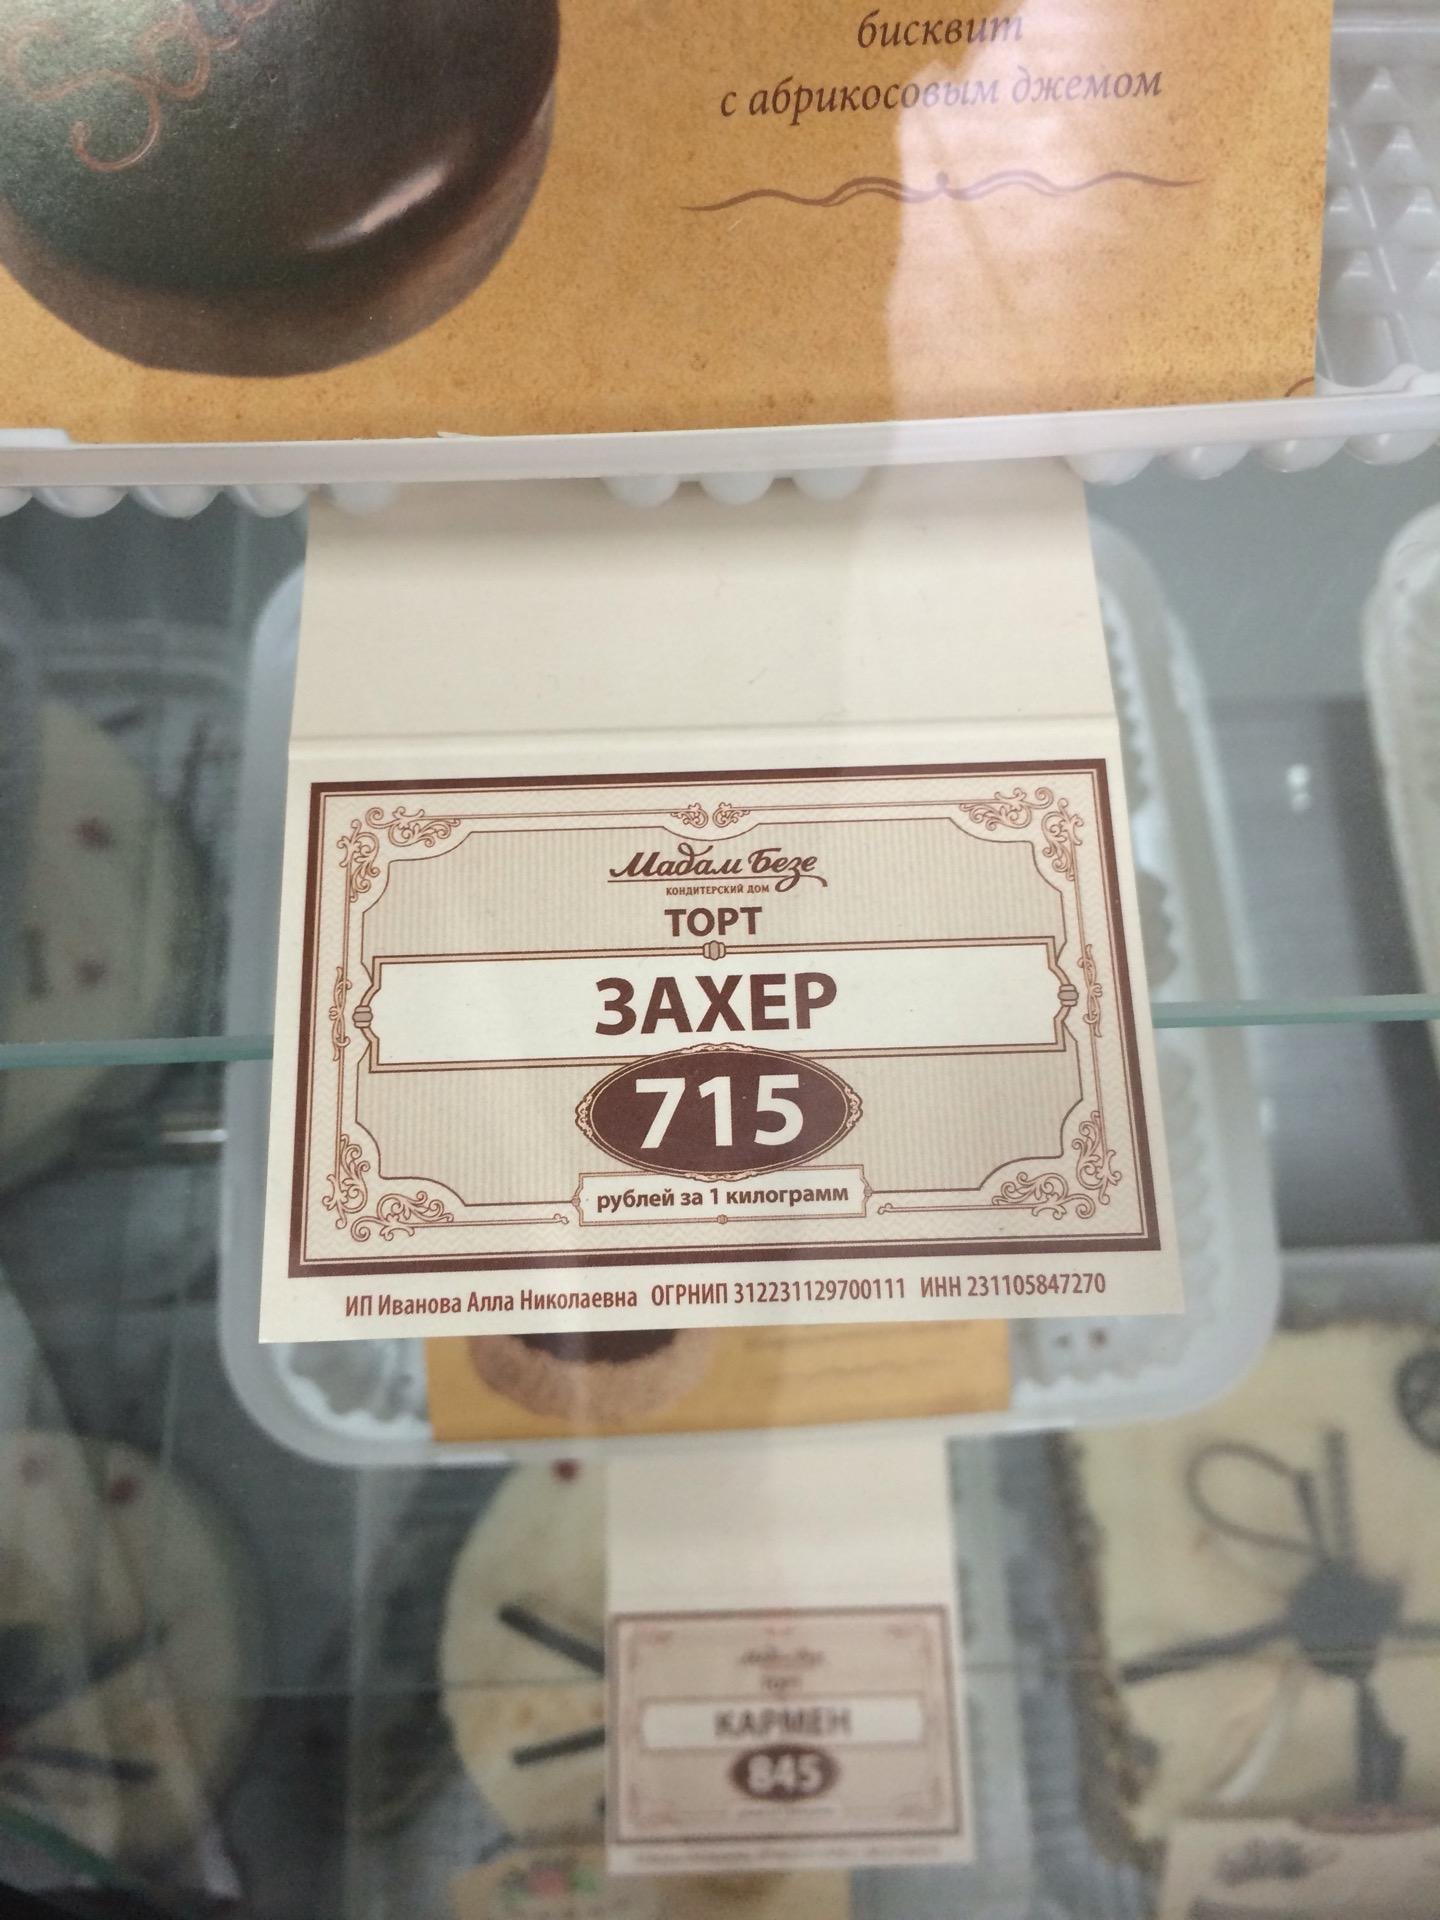 бисквит
с абрикосовым джемом
Мадам Безе
КОНДИТЕРСКИЙ ДОМ
ТОРТ
ЗАХЕР
715
рублей за 1 килограмм
ИП Иванова Алла Николаевна ОГРНИП 312231129700111 ИНН 231105847270
ТОРТ
КАРМЕН
845